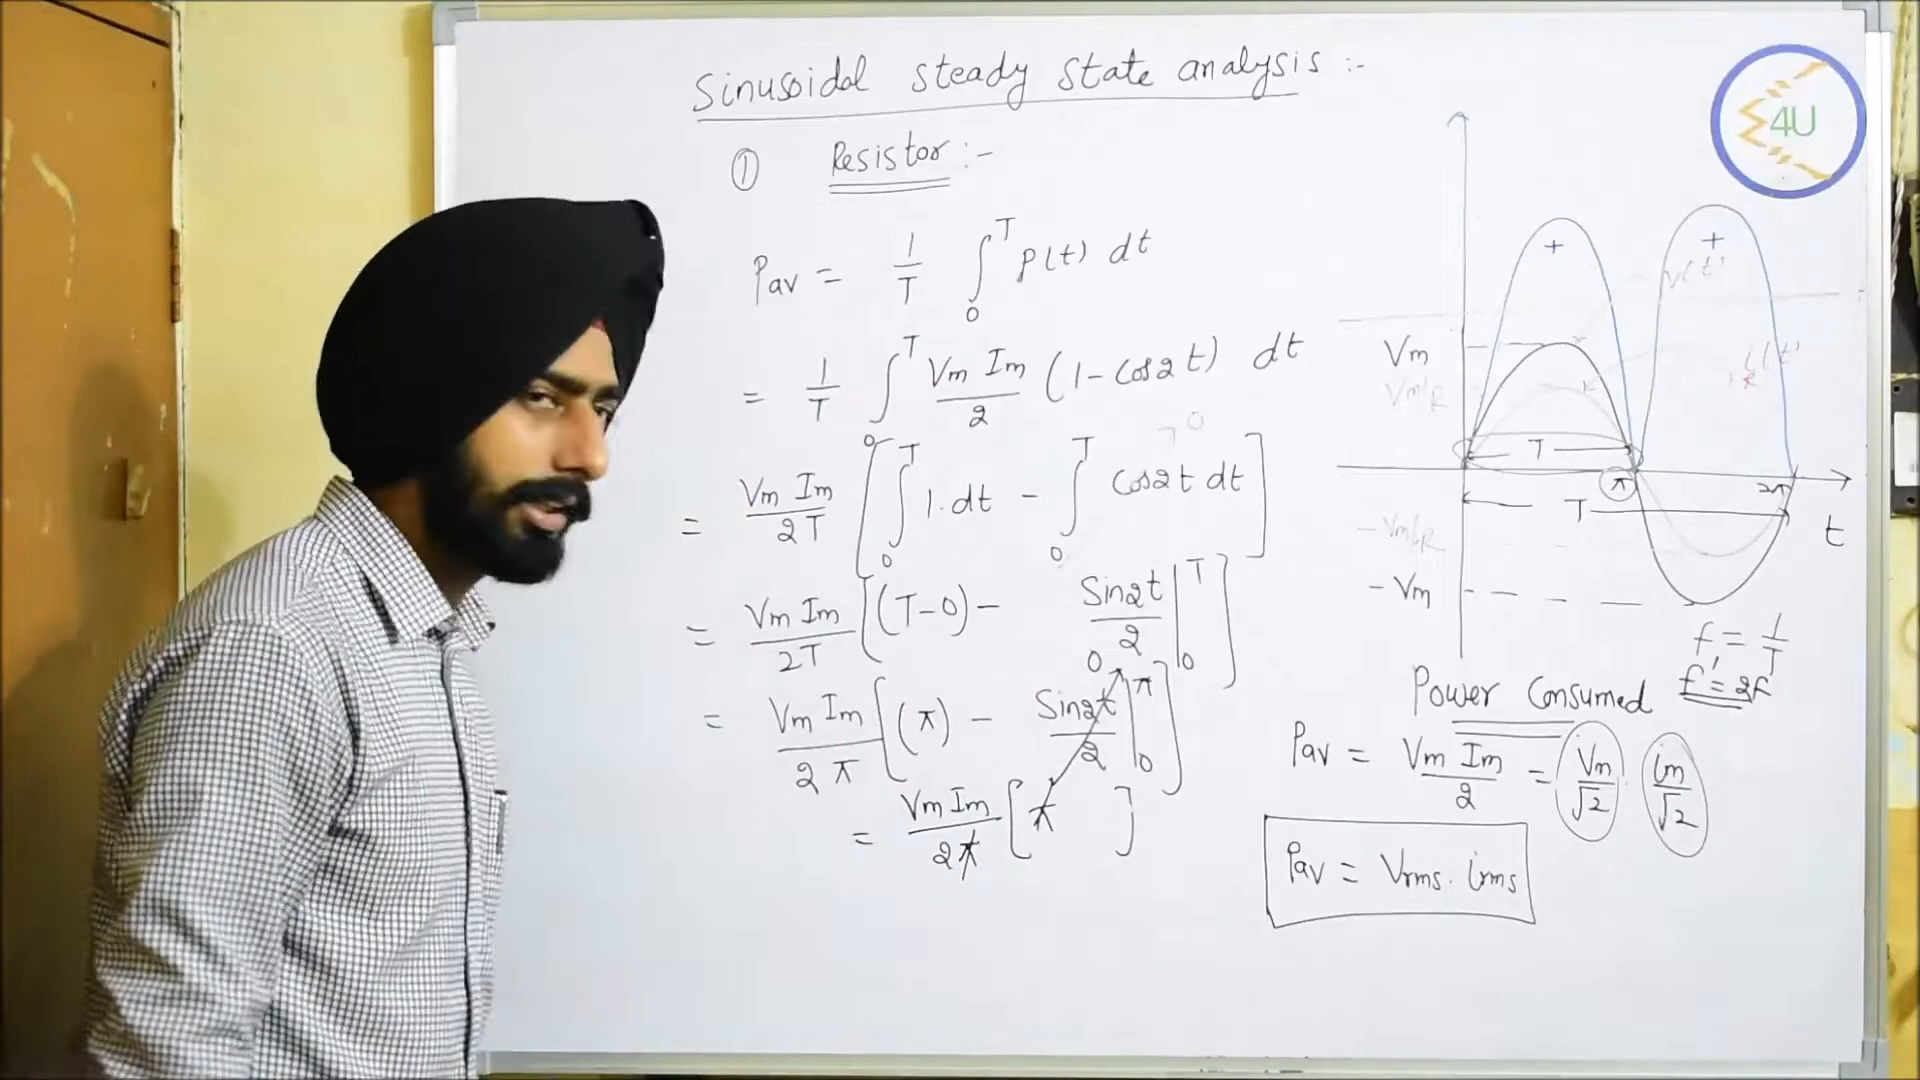 Sinusoidal steady state analysis :-
① Resistor :-
Pav = 1/T ∫₀ᵀ P(t) dt
= 1/T ∫₀ᵀ Vm Im/2 (1 - Cos2t) dt
= Vm Im/2T [∫₀ᵀ 1.dt - ∫₀ᵀ Cos2t dt]
= Vm Im/2T [(T-0) - Sin2t/2 |₀ᵀ]
= Vm Im/2π [(π) - Sin2t/2 |₀^π] 0
= Vm Im/2π [π]
4U
+ +
v(t)
Vm
i(t)
Vm/R
T
π 2π
T
t
-Vm/R
-Vm
f = 1/T
f' = 2f
Power Consumed
Pav = Vm Im/2 = Vm/√2 . im/√2
Pav = Vrms. irms